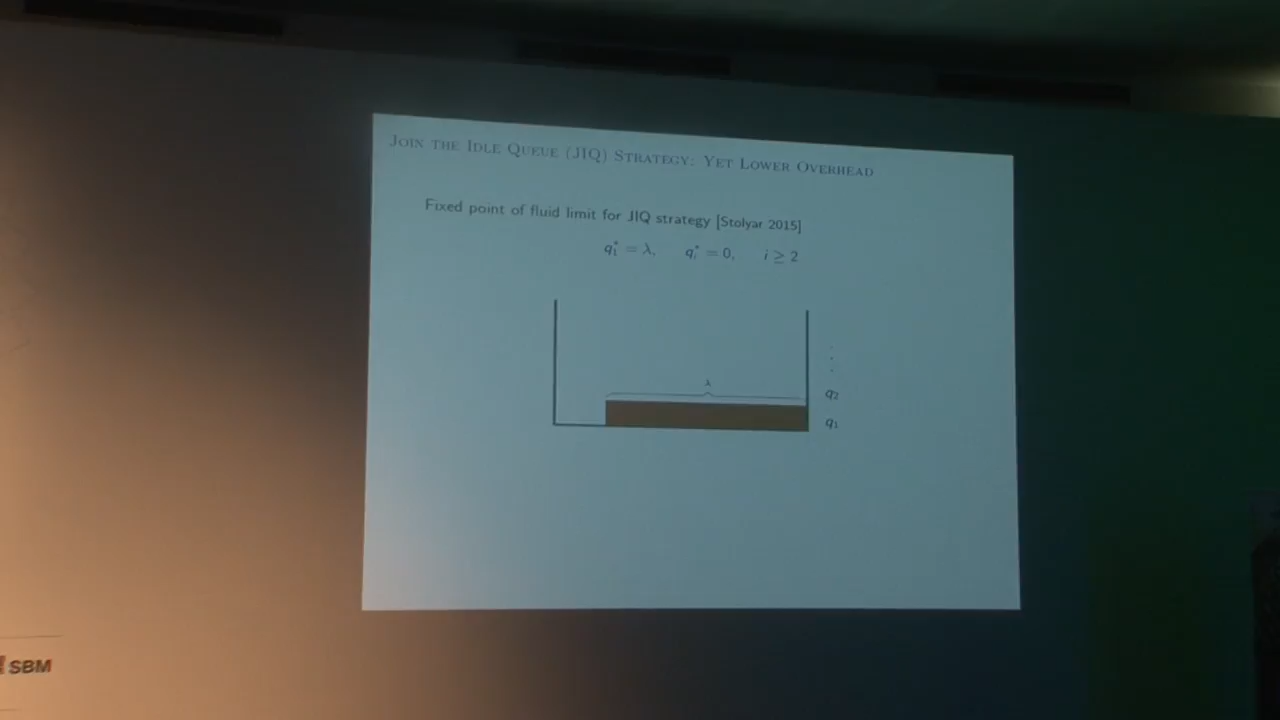 JOIN THE IDLE QUEUE (JIQ) STRATEGY: YET LOWER OVERHEAD
Fixed point of fluid limit for JIQ strategy [Stolyar 2015]
q₁* = λ, qᵢ* = 0, i ≥ 2
λ
q₂
q₁
SBM